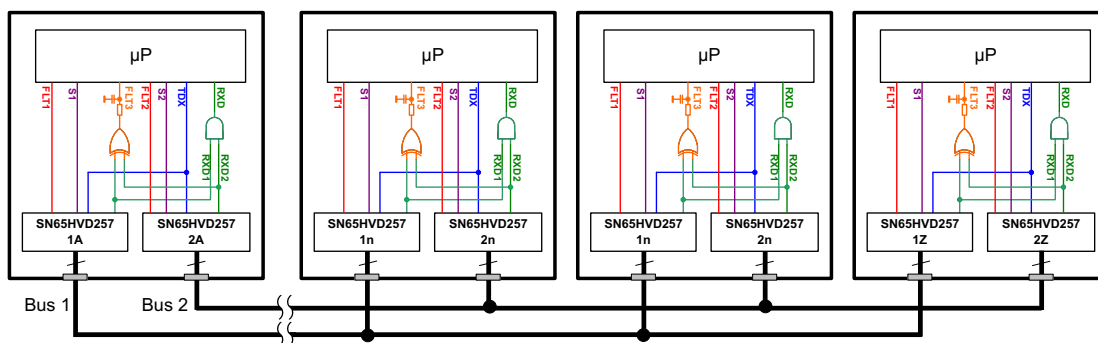 µP
FLT1
S1
FLT3
FLT2
S2
TDX
RXD
RXD1
RXD2
SN65HVD257
1A
SN65HVD257
2A
µP
FLT1
S1
FLT3
FLT2
S2
TDX
RXD
RXD1
RXD2
SN65HVD257
1n
SN65HVD257
2n
µP
FLT1
S1
FLT3
FLT2
S2
TDX
RXD
RXD1
RXD2
SN65HVD257
1n
SN65HVD257
2n
µP
FLT1
S1
FLT3
FLT2
S2
TDX
RXD
RXD1
RXD2
SN65HVD257
1Z
SN65HVD257
2Z
Bus 1
Bus 2